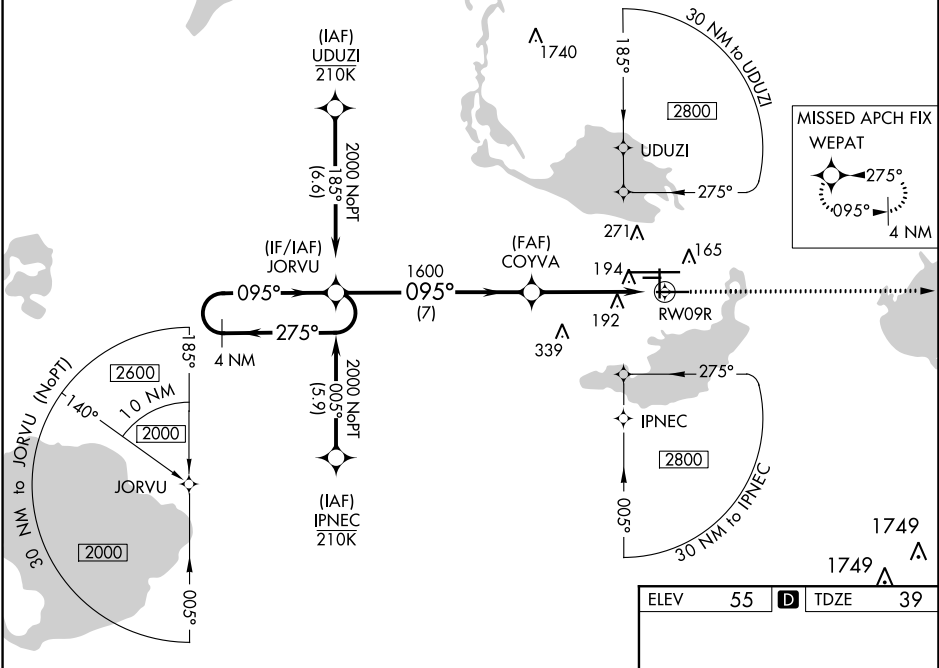 (IAF)
UDUZI
210K
1740
30 NM to UDUZI
185°
2800
UDUZI
275°
MISSED APCH FIX
WEPAT
275°
095°
4 NM
2000 NoPT
185°
(6.6)
(IF/IAF)
JORVU
095°
275°
4 NM
1600
095°
(7)
(FAF)
COYVA
271
194
165
192
339
RW09R
2000 NoPT
005°
(5.9)
(IAF)
IPNEC
210K
30 NM to JORVU (NoPT)
185°
2600
140°
10 NM
2000
JORVU
2000
005°
275°
IPNEC
2800
005°
30 NM to IPNEC
1749
1749
ELEV 55 D TDZE 39